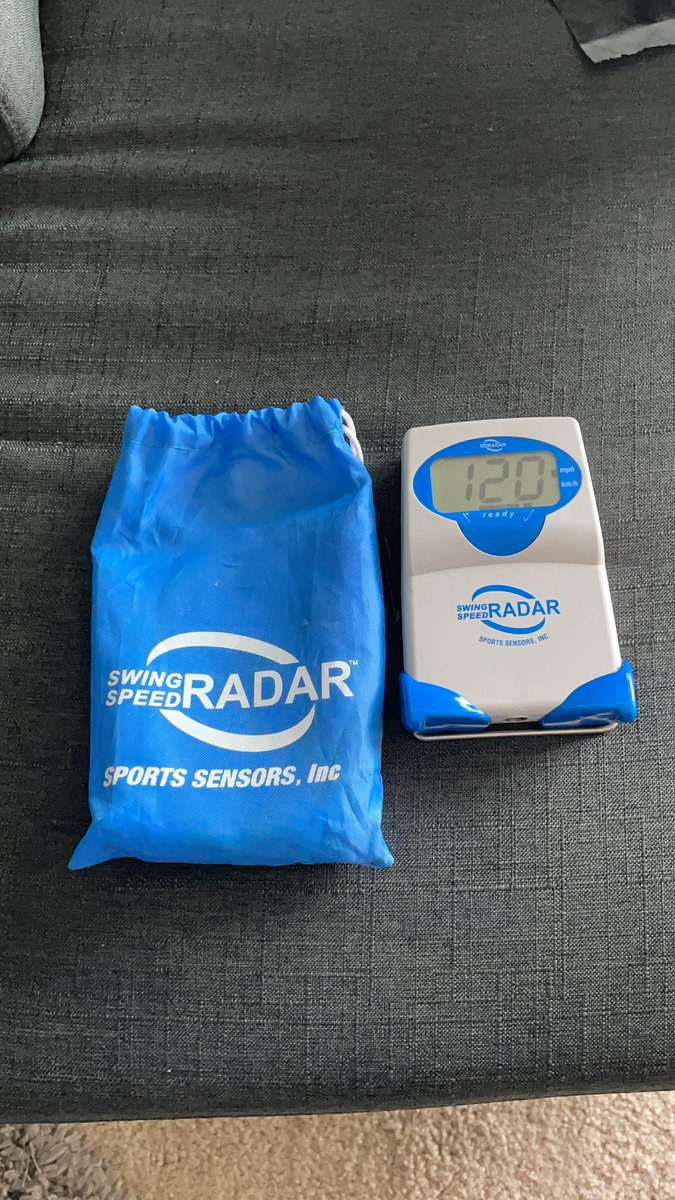 SWING
SPEED RADAR™
SPORTS SENSORS, Inc
RADAR
120
mph
km/h
ready
SWING
SPEED RADAR
SPORTS SENSORS, INC.